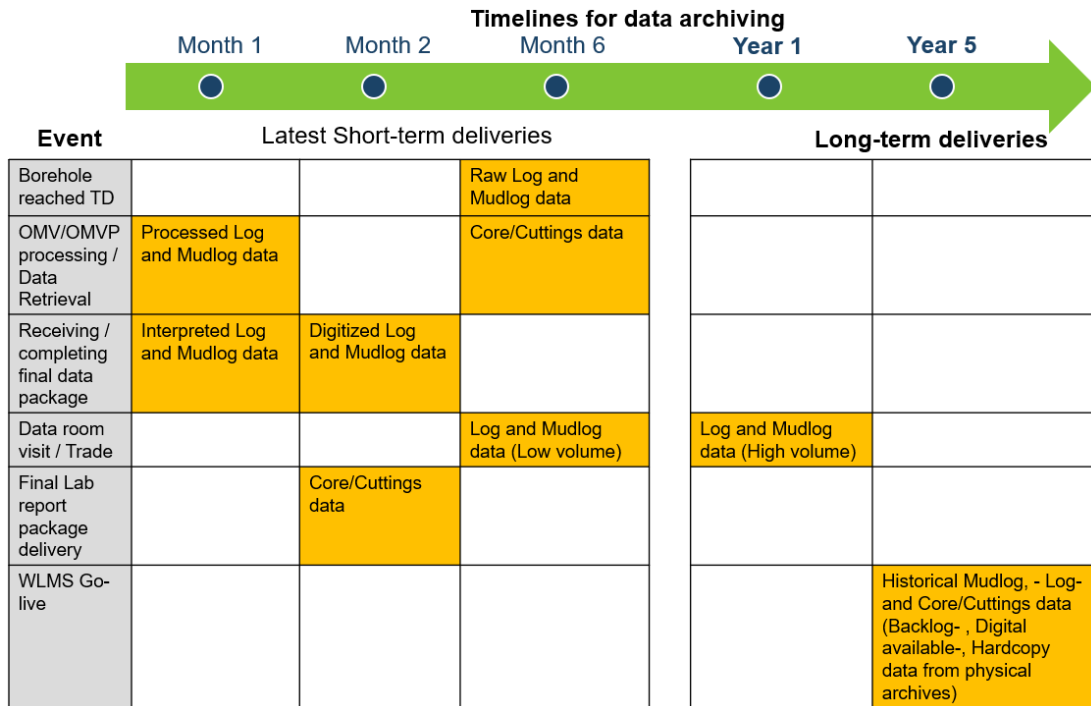 Timelines for data archiving
Month 1
Month 2
Month 6
Year 1
Year 5
Event
Latest Short-term deliveries
Long-term deliveries
Borehole
reached TD
Raw Log and
Mudlog data
OMV/OMVP
processing /
Data
Retrieval
Processed Log
and Mudlog data
Core/Cuttings data
Receiving /
completing
final data
package
Interpreted Log
and Mudlog data
Digitized Log
and Mudlog data
Data room
visit / Trade
Log and Mudlog
data (Low volume)
Log and Mudlog
data (High volume)
Final Lab
report
package
delivery
Core/Cuttings
data
WLMS Go-
live
Historical Mudlog, - Log-
and Core/Cuttings data
(Backlog- , Digital
available-, Hardcopy
data from physical
archives)